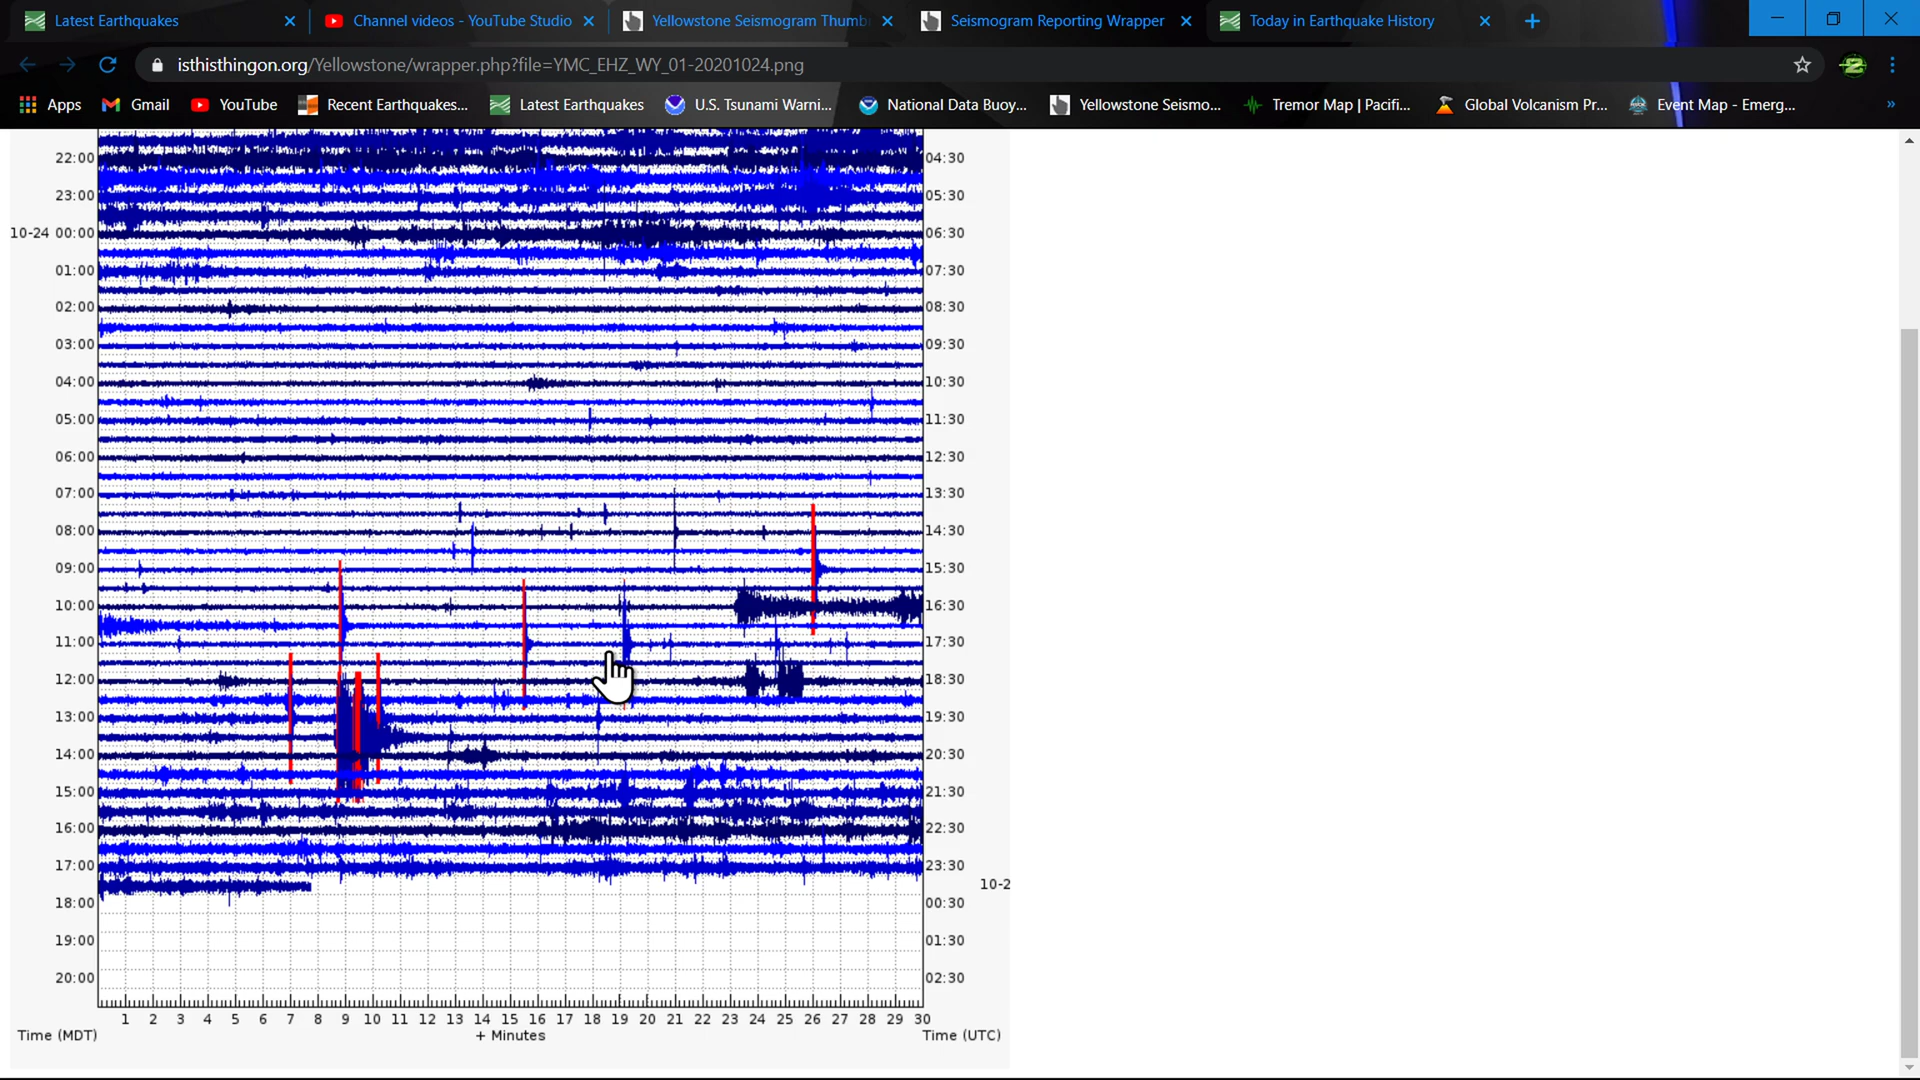 Latest Earthquakes
Channel videos - YouTube Studio
Yellowstone Seismogram Thumb
Seismogram Reporting Wrapper
Today in Earthquake History
isthisthingon.org/Yellowstone/wrapper.php?file=YMC_EHZ_WY_01-20201024.png
Apps
Gmail
YouTube
Recent Earthquakes...
Latest Earthquakes
U.S. Tsunami Warni...
National Data Buoy...
Yellowstone Seismo...
Tremor Map | Pacifi...
Global Volcanism Pr...
Event Map - Emerg...
»
22:00 04:30
23:00 05:30
10-24 00:00 06:30
01:00 07:30
02:00 08:30
03:00 09:30
04:00 10:30
05:00 11:30
06:00 12:30
07:00 13:30
08:00 14:30
09:00 15:30
10:00 16:30
11:00 17:30
12:00 18:30
13:00 19:30
14:00 20:30
15:00 21:30
16:00 22:30
17:00 23:30
10-2
18:00 00:30
19:00 01:30
20:00 02:30
1 2 3 4 5 6 7 8 9 10 11 12 13 14 15 16 17 18 19 20 21 22 23 24 25 26 27 28 29 30
Time (MDT) + Minutes Time (UTC)